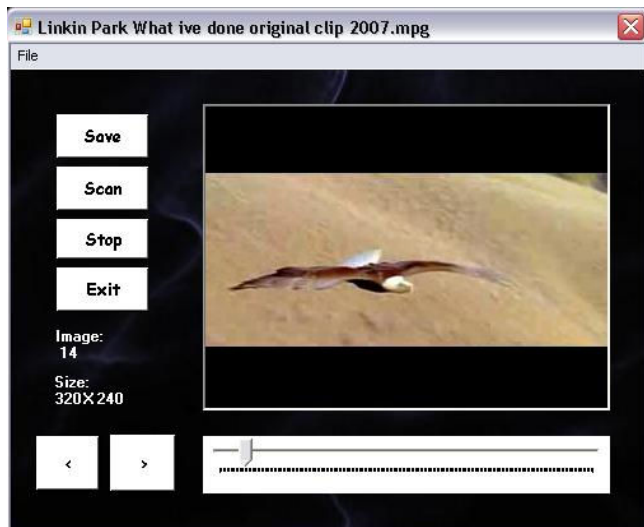 Linkin Park What ive done original clip 2007.mpg
File
Save
Scan
Stop
Exit
Image:
14
Size:
320X240
< >